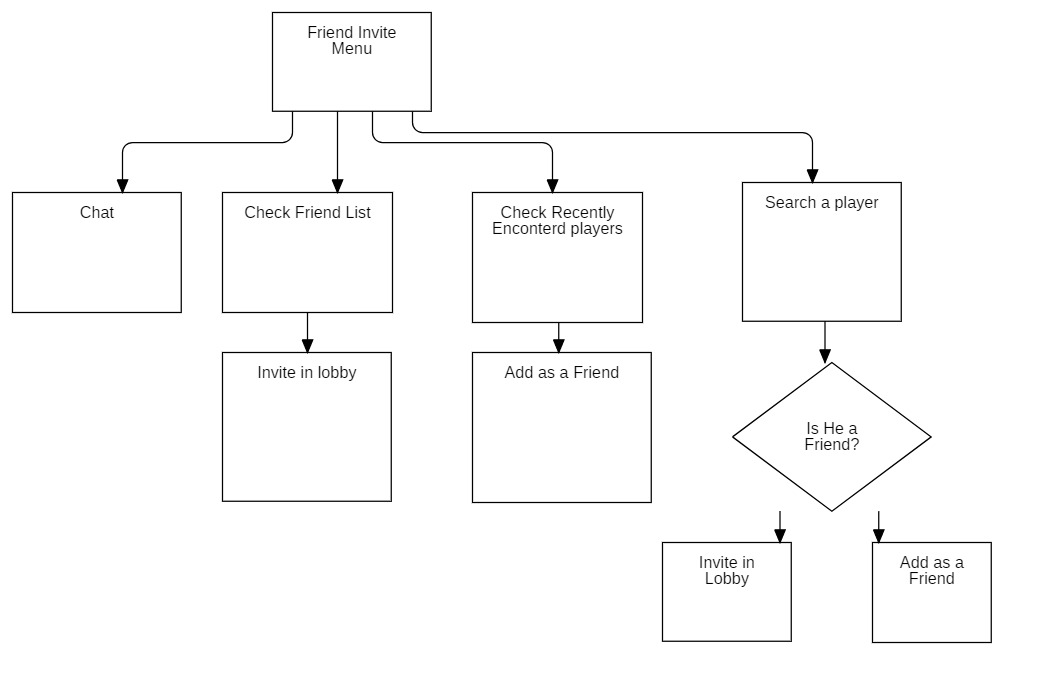 Friend Invite
Menu
Chat
Check Friend List
Check Recently
Enconterd players
Search a player
Invite in lobby
Add as a Friend
Is He a
Friend?
Invite in
Lobby
Add as a
Friend